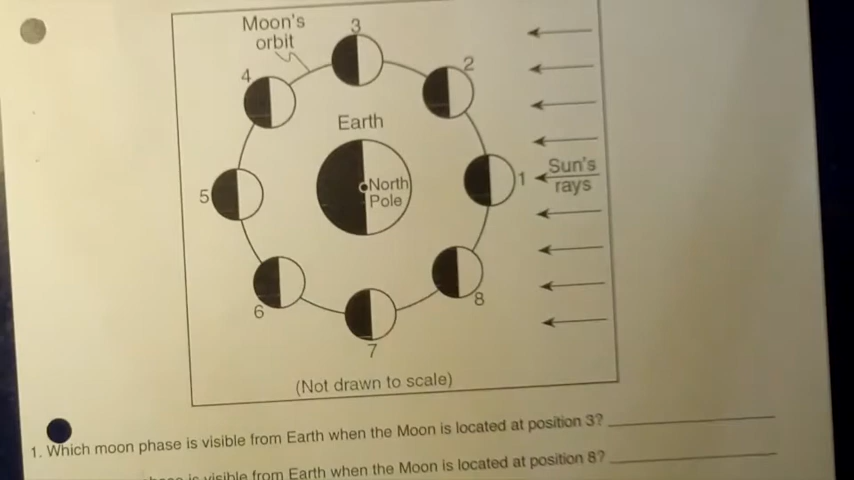 Moon's
orbit
3
4
2
Earth
North
Pole
5
1
Sun's
rays
6
8
7
(Not drawn to scale)
1. Which moon phase is visible from Earth when the Moon is located at position 3?
is visible from Earth when the Moon is located at position 8?